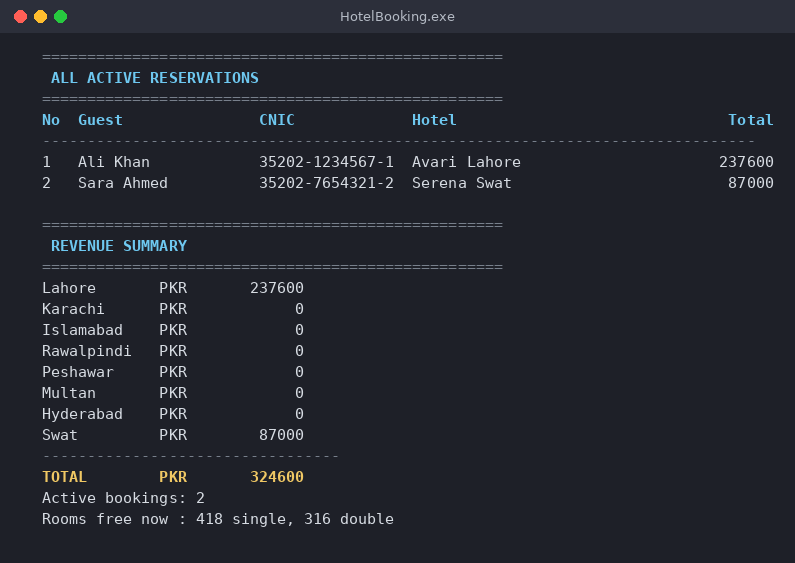 HotelBooking.exe
===================================================
ALL ACTIVE RESERVATIONS
===================================================
No  Guest               CNIC             Hotel                              Total
-------------------------------------------------------------------------------
1   Ali Khan            35202-1234567-1  Avari Lahore                      237600
2   Sara Ahmed          35202-7654321-2  Serena Swat                        87000
===================================================
REVENUE SUMMARY
===================================================
Lahore       PKR       237600
Karachi      PKR            0
Islamabad    PKR            0
Rawalpindi   PKR            0
Peshawar     PKR            0
Multan       PKR            0
Hyderabad    PKR            0
Swat         PKR        87000
---------------------------------
TOTAL        PKR       324600
Active bookings: 2
Rooms free now : 418 single, 316 double